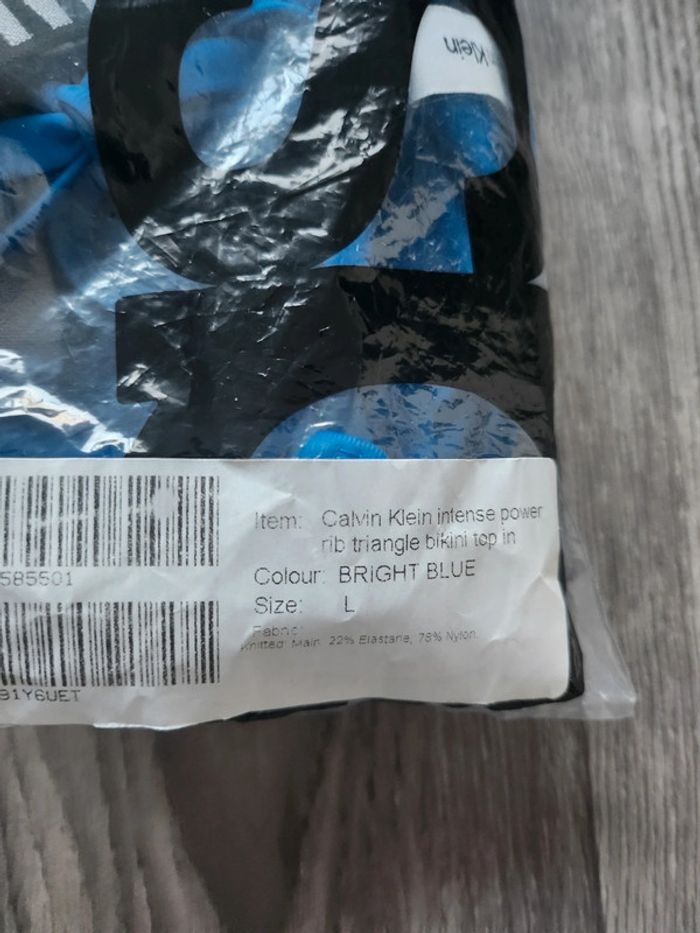 Klein
Item: Calvin Klein intense power
rib triangle bikini top in
Colour: BRIGHT BLUE
Size: L
Fabric:
Knitted Main: 22% Elastane, 78% Nylon.
585501
91Y6UET